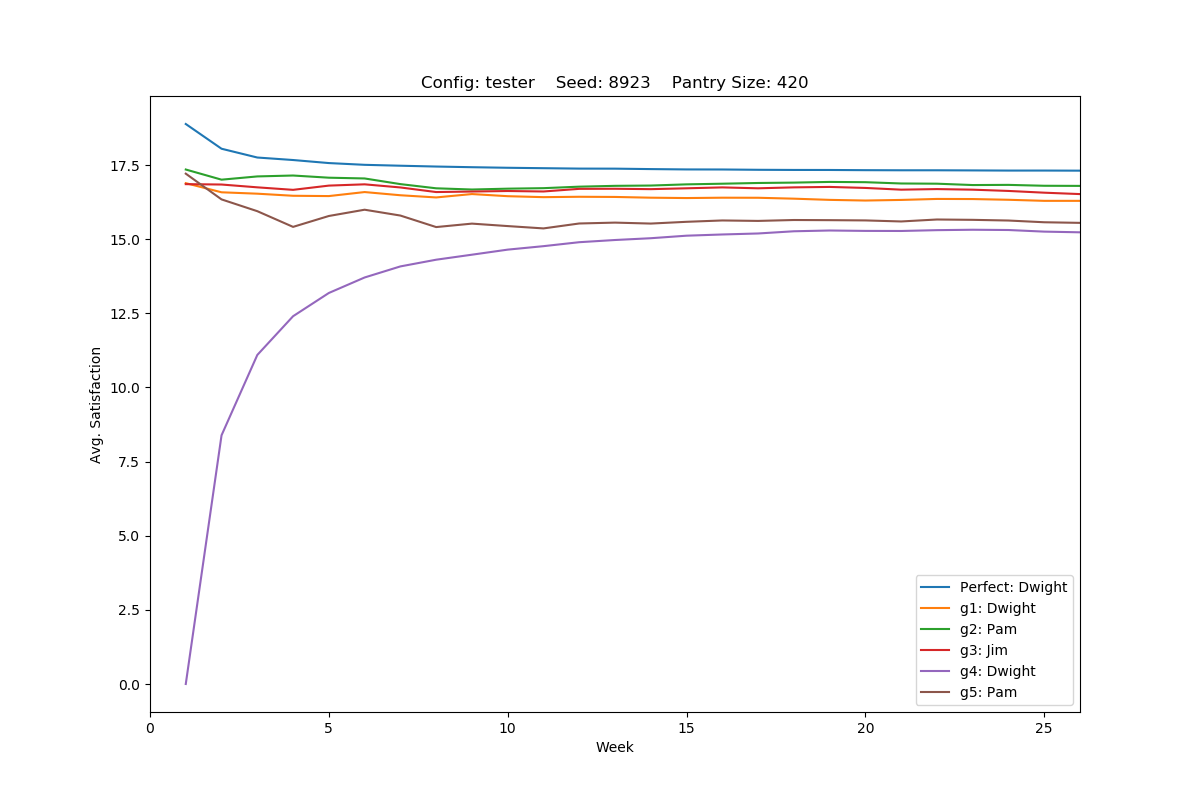 Config: tester    Seed: 8923    Pantry Size: 420
17.5
15.0
12.5
10.0
7.5
5.0
2.5
0.0
Avg. Satisfaction
0 5 10 15 20 25
Week
Perfect: Dwight
g1: Dwight
g2: Pam
g3: Jim
g4: Dwight
g5: Pam